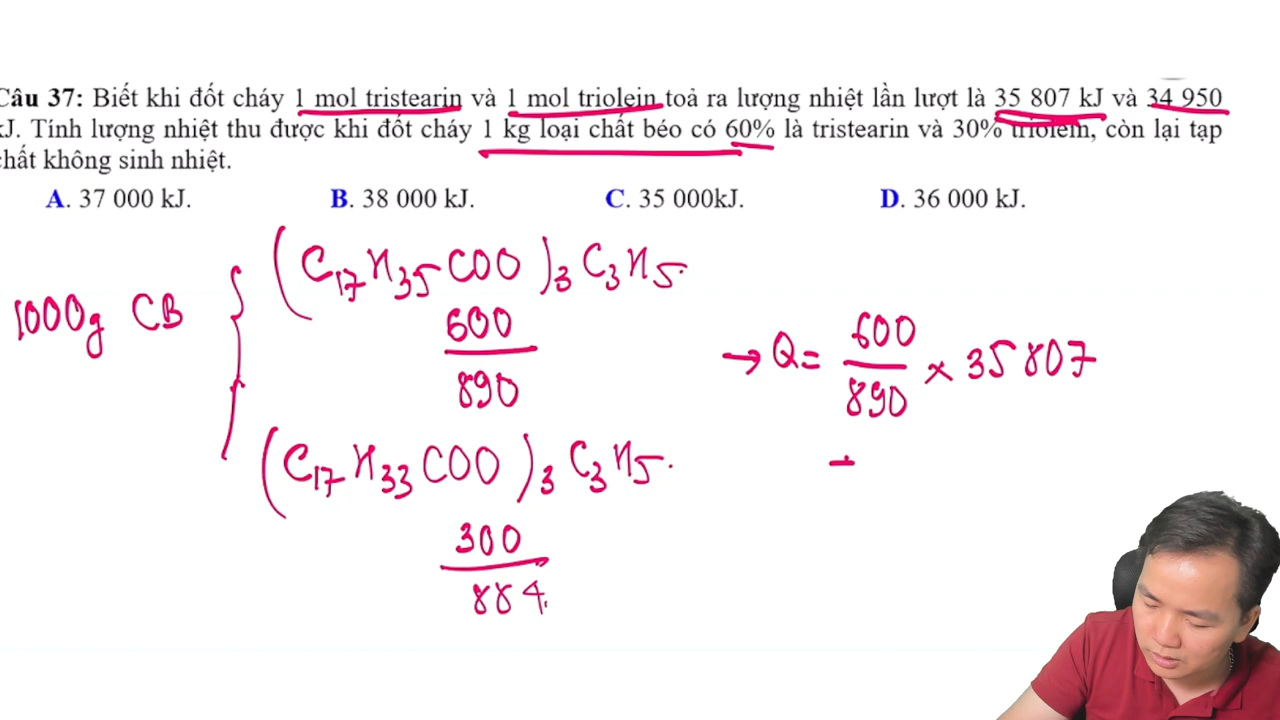 Câu 37: Biết khi đốt cháy 1 mol tristearin và 1 mol triolein toả ra lượng nhiệt lần lượt là 35 807 kJ và 34 950
kJ. Tính lượng nhiệt thu được khi đốt cháy 1 kg loại chất béo có 60% là tristearin và 30% triolein, còn lại tạp
chất không sinh nhiệt.
A. 37 000 kJ. B. 38 000 kJ. C. 35 000kJ. D. 36 000 kJ.
1000g CB
(C17H35COO)3C3H5.
600
890
(C17H33COO)3C3H5.
300
884.
→ Q = 600/890 × 35807
+